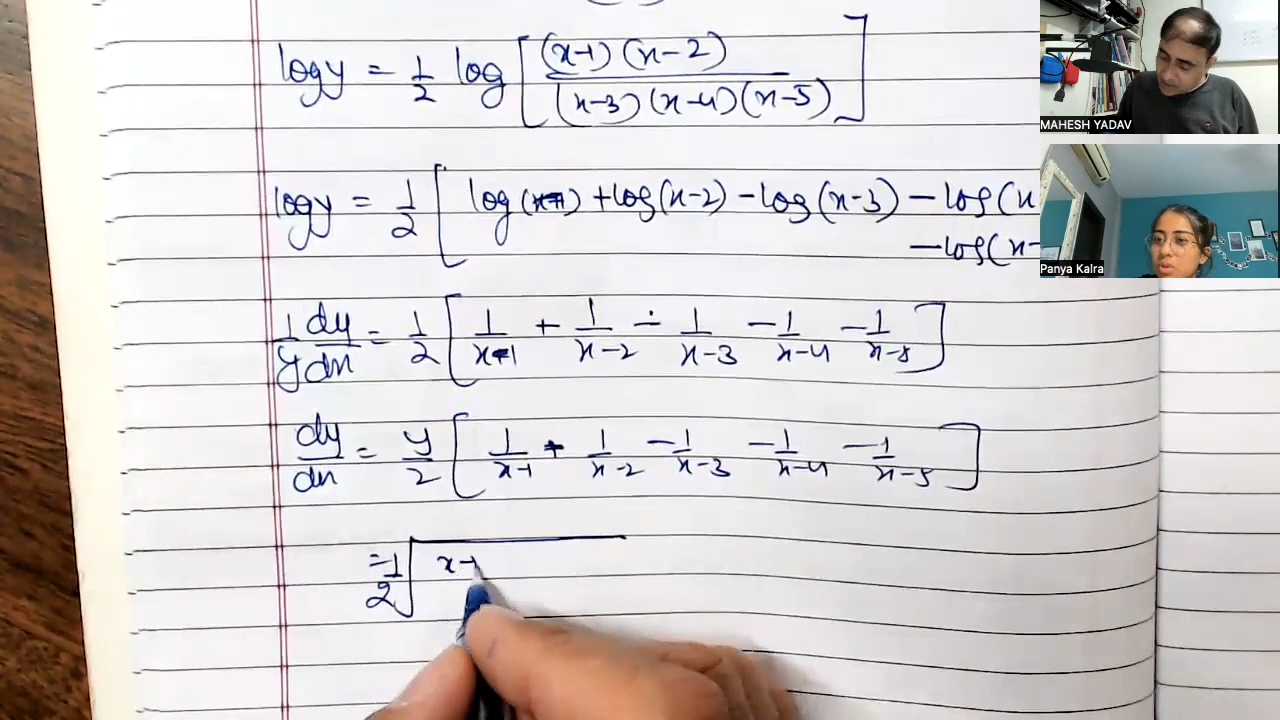 logy = 1/2 log [ (x-1)(x-2) / (x-3)(x-4)(x-5) ]
logy = 1/2 [ log(x-1) + log(x-2) - log(x-3) - log(x
- log(x-
1/y dy/dx = 1/2 [ 1/x-1 + 1/x-2 - 1/x-3 - 1/x-4 - 1/x-5 ]
dy/dx = y/2 [ 1/x-1 + 1/x-2 - 1/x-3 - 1/x-4 - 1/x-5 ]
= 1/2 √ x-1
MAHESH YADAV
Panya Kalra